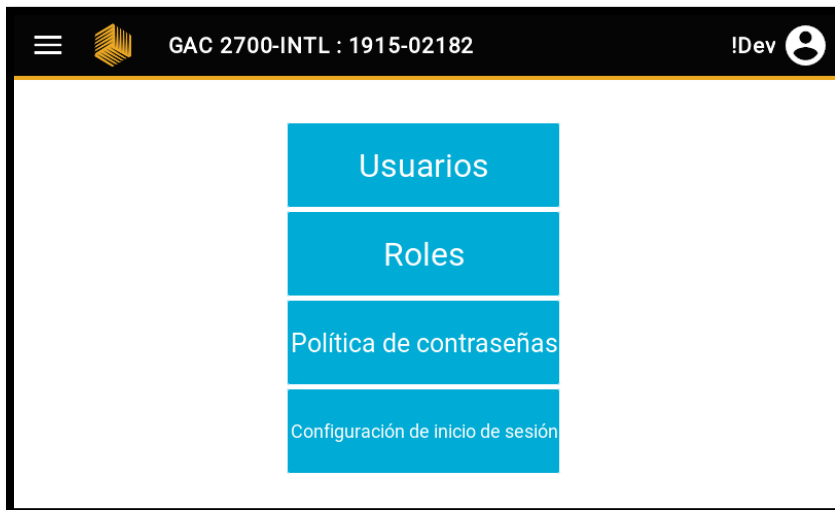 GAC 2700-INTL : 1915-02182
!Dev
Usuarios
Roles
Política de contraseñas
Configuración de inicio de sesión